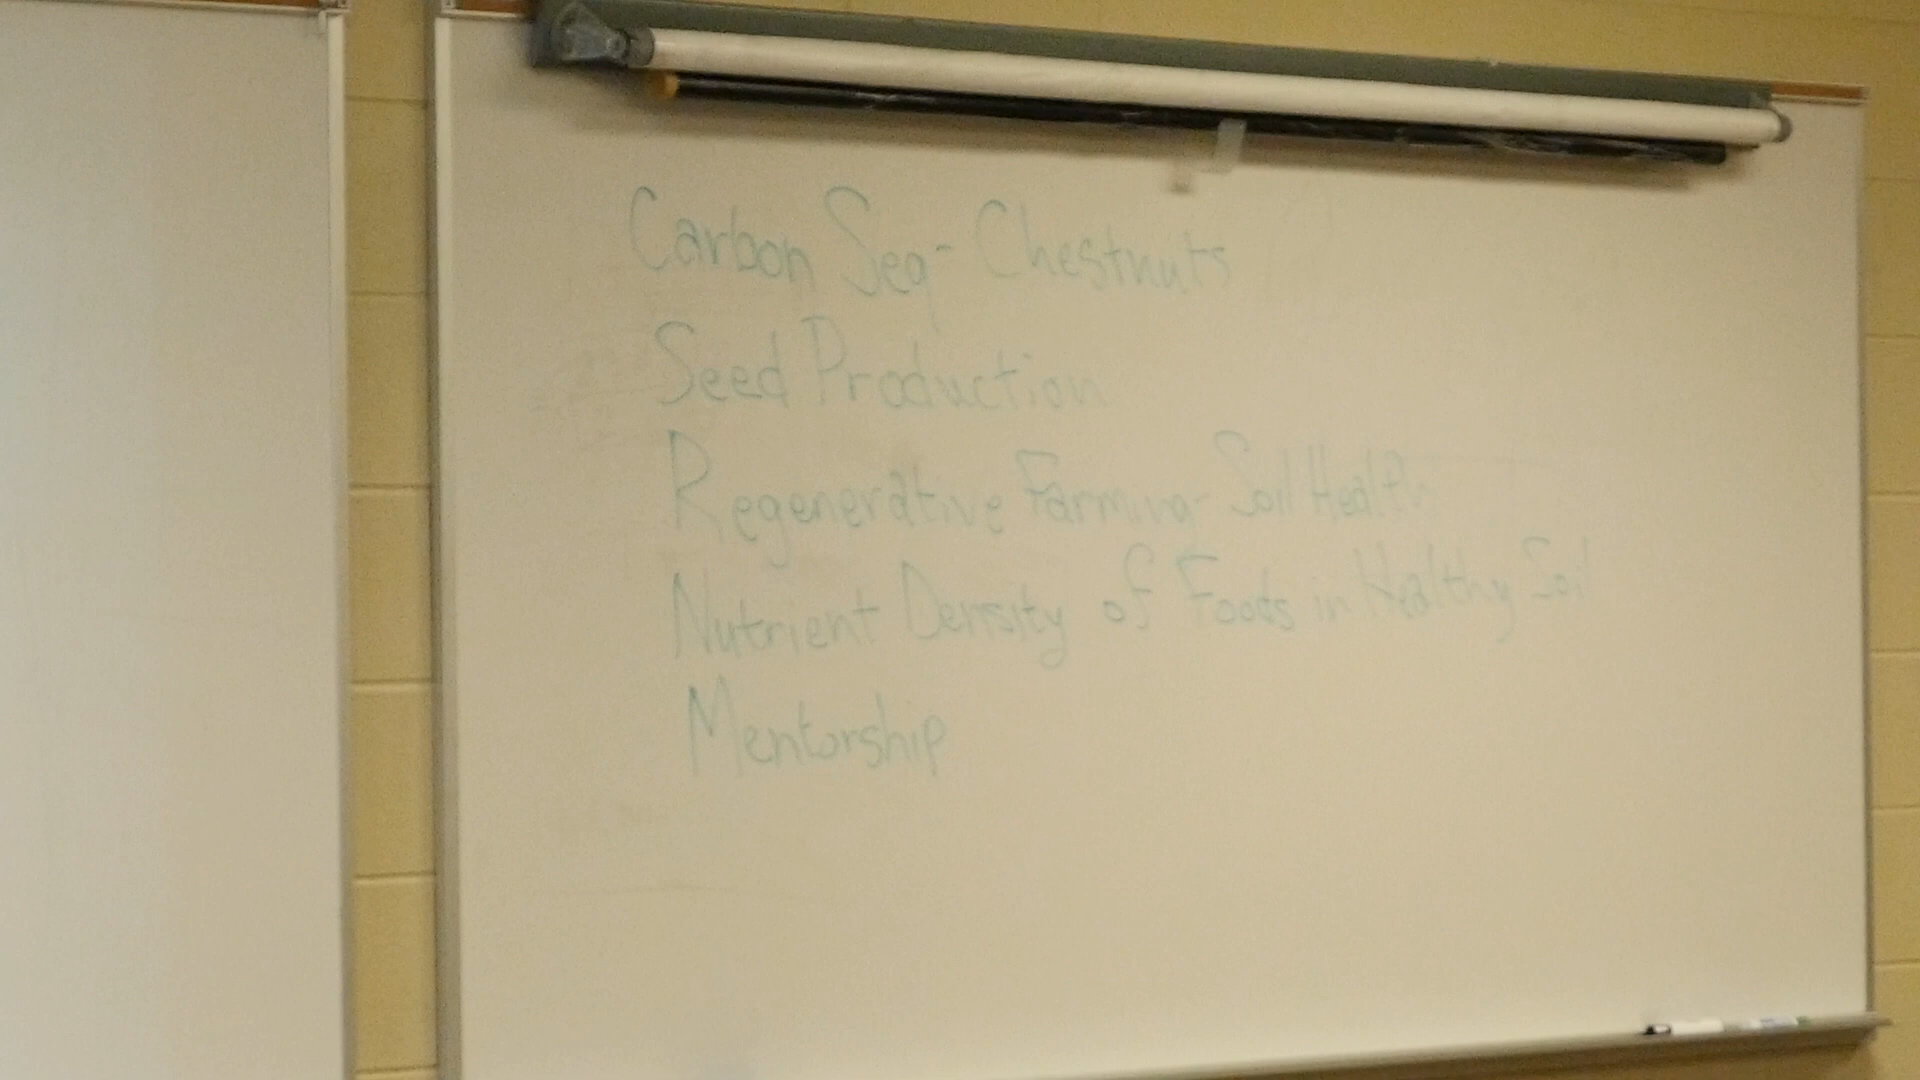 Carbon Seq- Chestnuts
Seed Production
Regenerative Farming- Soil Health
Nutrient Density of Foods in Healthy Soil
Mentorship